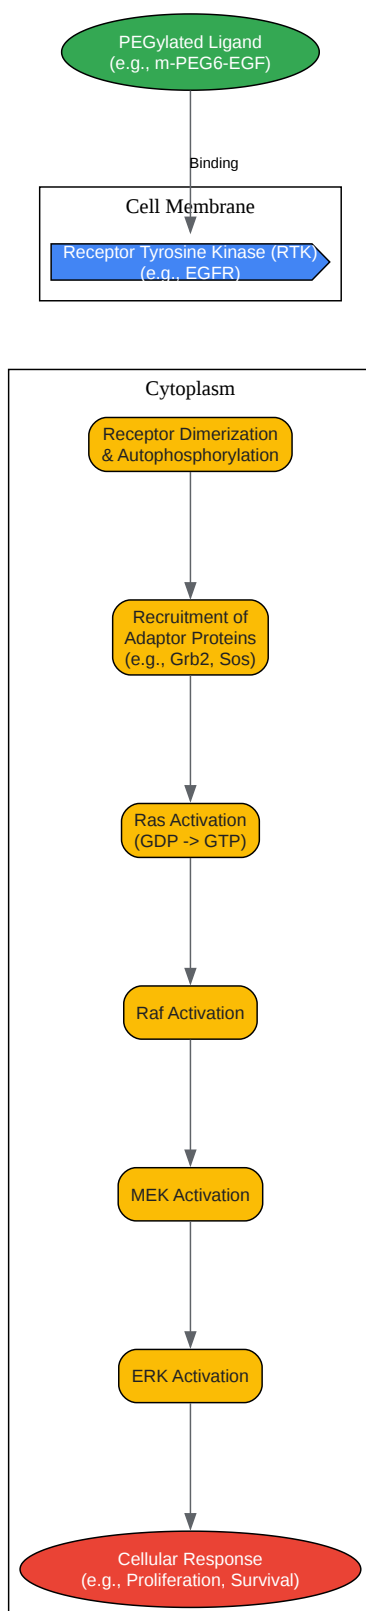 PEGylated Ligand
(e.g., m-PEG6-EGF)
Binding
Cell Membrane
Receptor Tyrosine Kinase (RTK)
(e.g., EGFR)
Cytoplasm
Receptor Dimerization
& Autophosphorylation
Recruitment of
Adaptor Proteins
(e.g., Grb2, Sos)
Ras Activation
(GDP -> GTP)
Raf Activation
MEK Activation
ERK Activation
Cellular Response
(e.g., Proliferation, Survival)